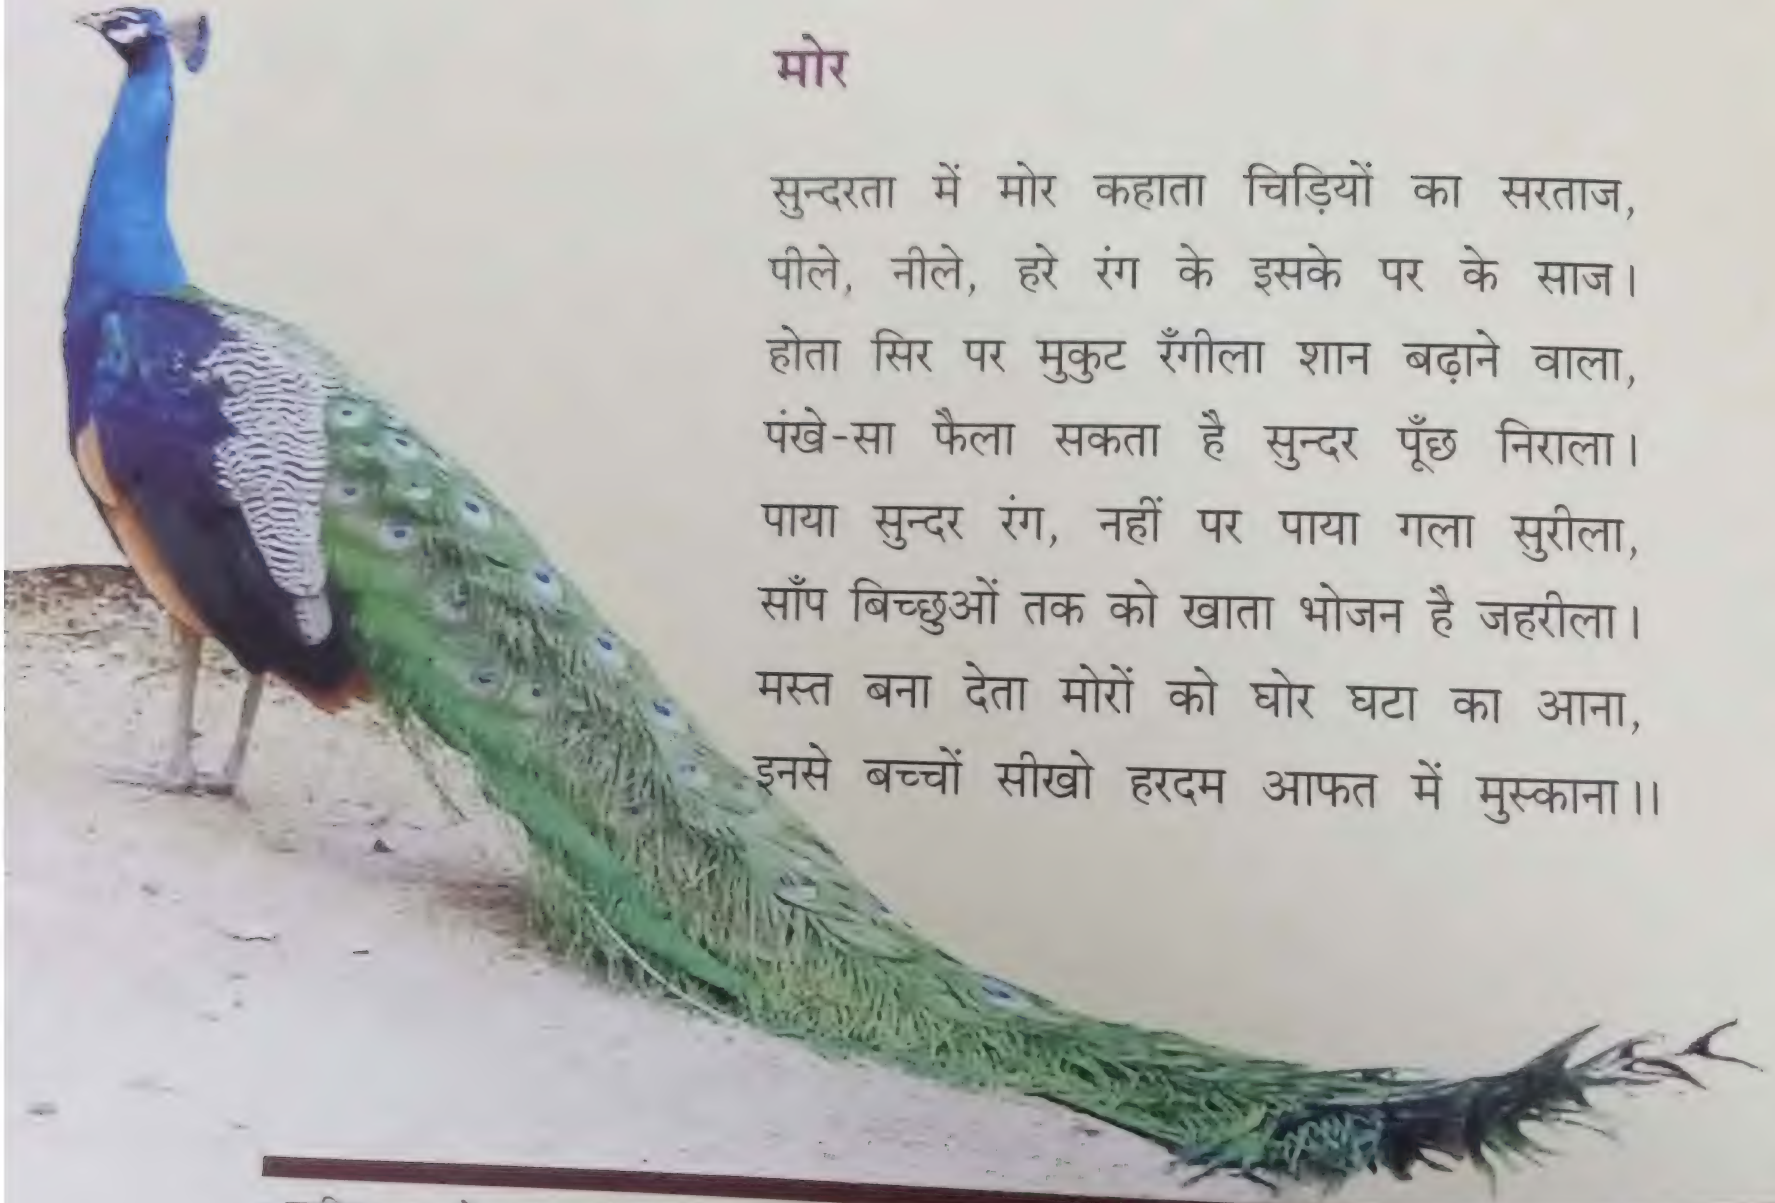 मोर
सुन्दरता में मोर कहाता चिड़ियों का सरताज,
पीले, नीले, हरे रंग के इसके पर के साज।
होता सिर पर मुकुट रँगीला शान बढ़ाने वाला,
पंखे-सा फैला सकता है सुन्दर पूँछ निराला।
पाया सुन्दर रंग, नहीं पर पाया गला सुरीला,
साँप बिच्छुओं तक को खाता भोजन है जहरीला।
मस्त बना देता मोरों को घोर घटा का आना,
इनसे बच्चों सीखो हरदम आफत में मुस्काना।।